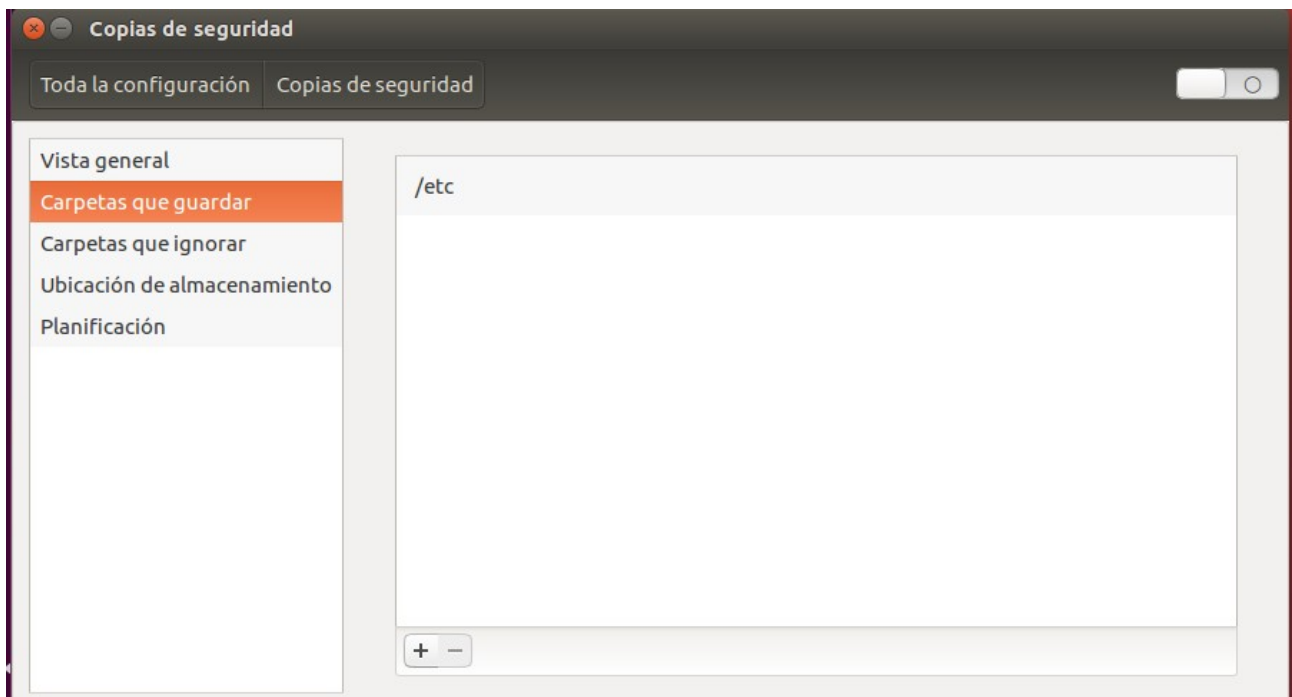 Copias de seguridad
Toda la configuración Copias de seguridad
Vista general
Carpetas que guardar
Carpetas que ignorar
Ubicación de almacenamiento
Planificación
/etc